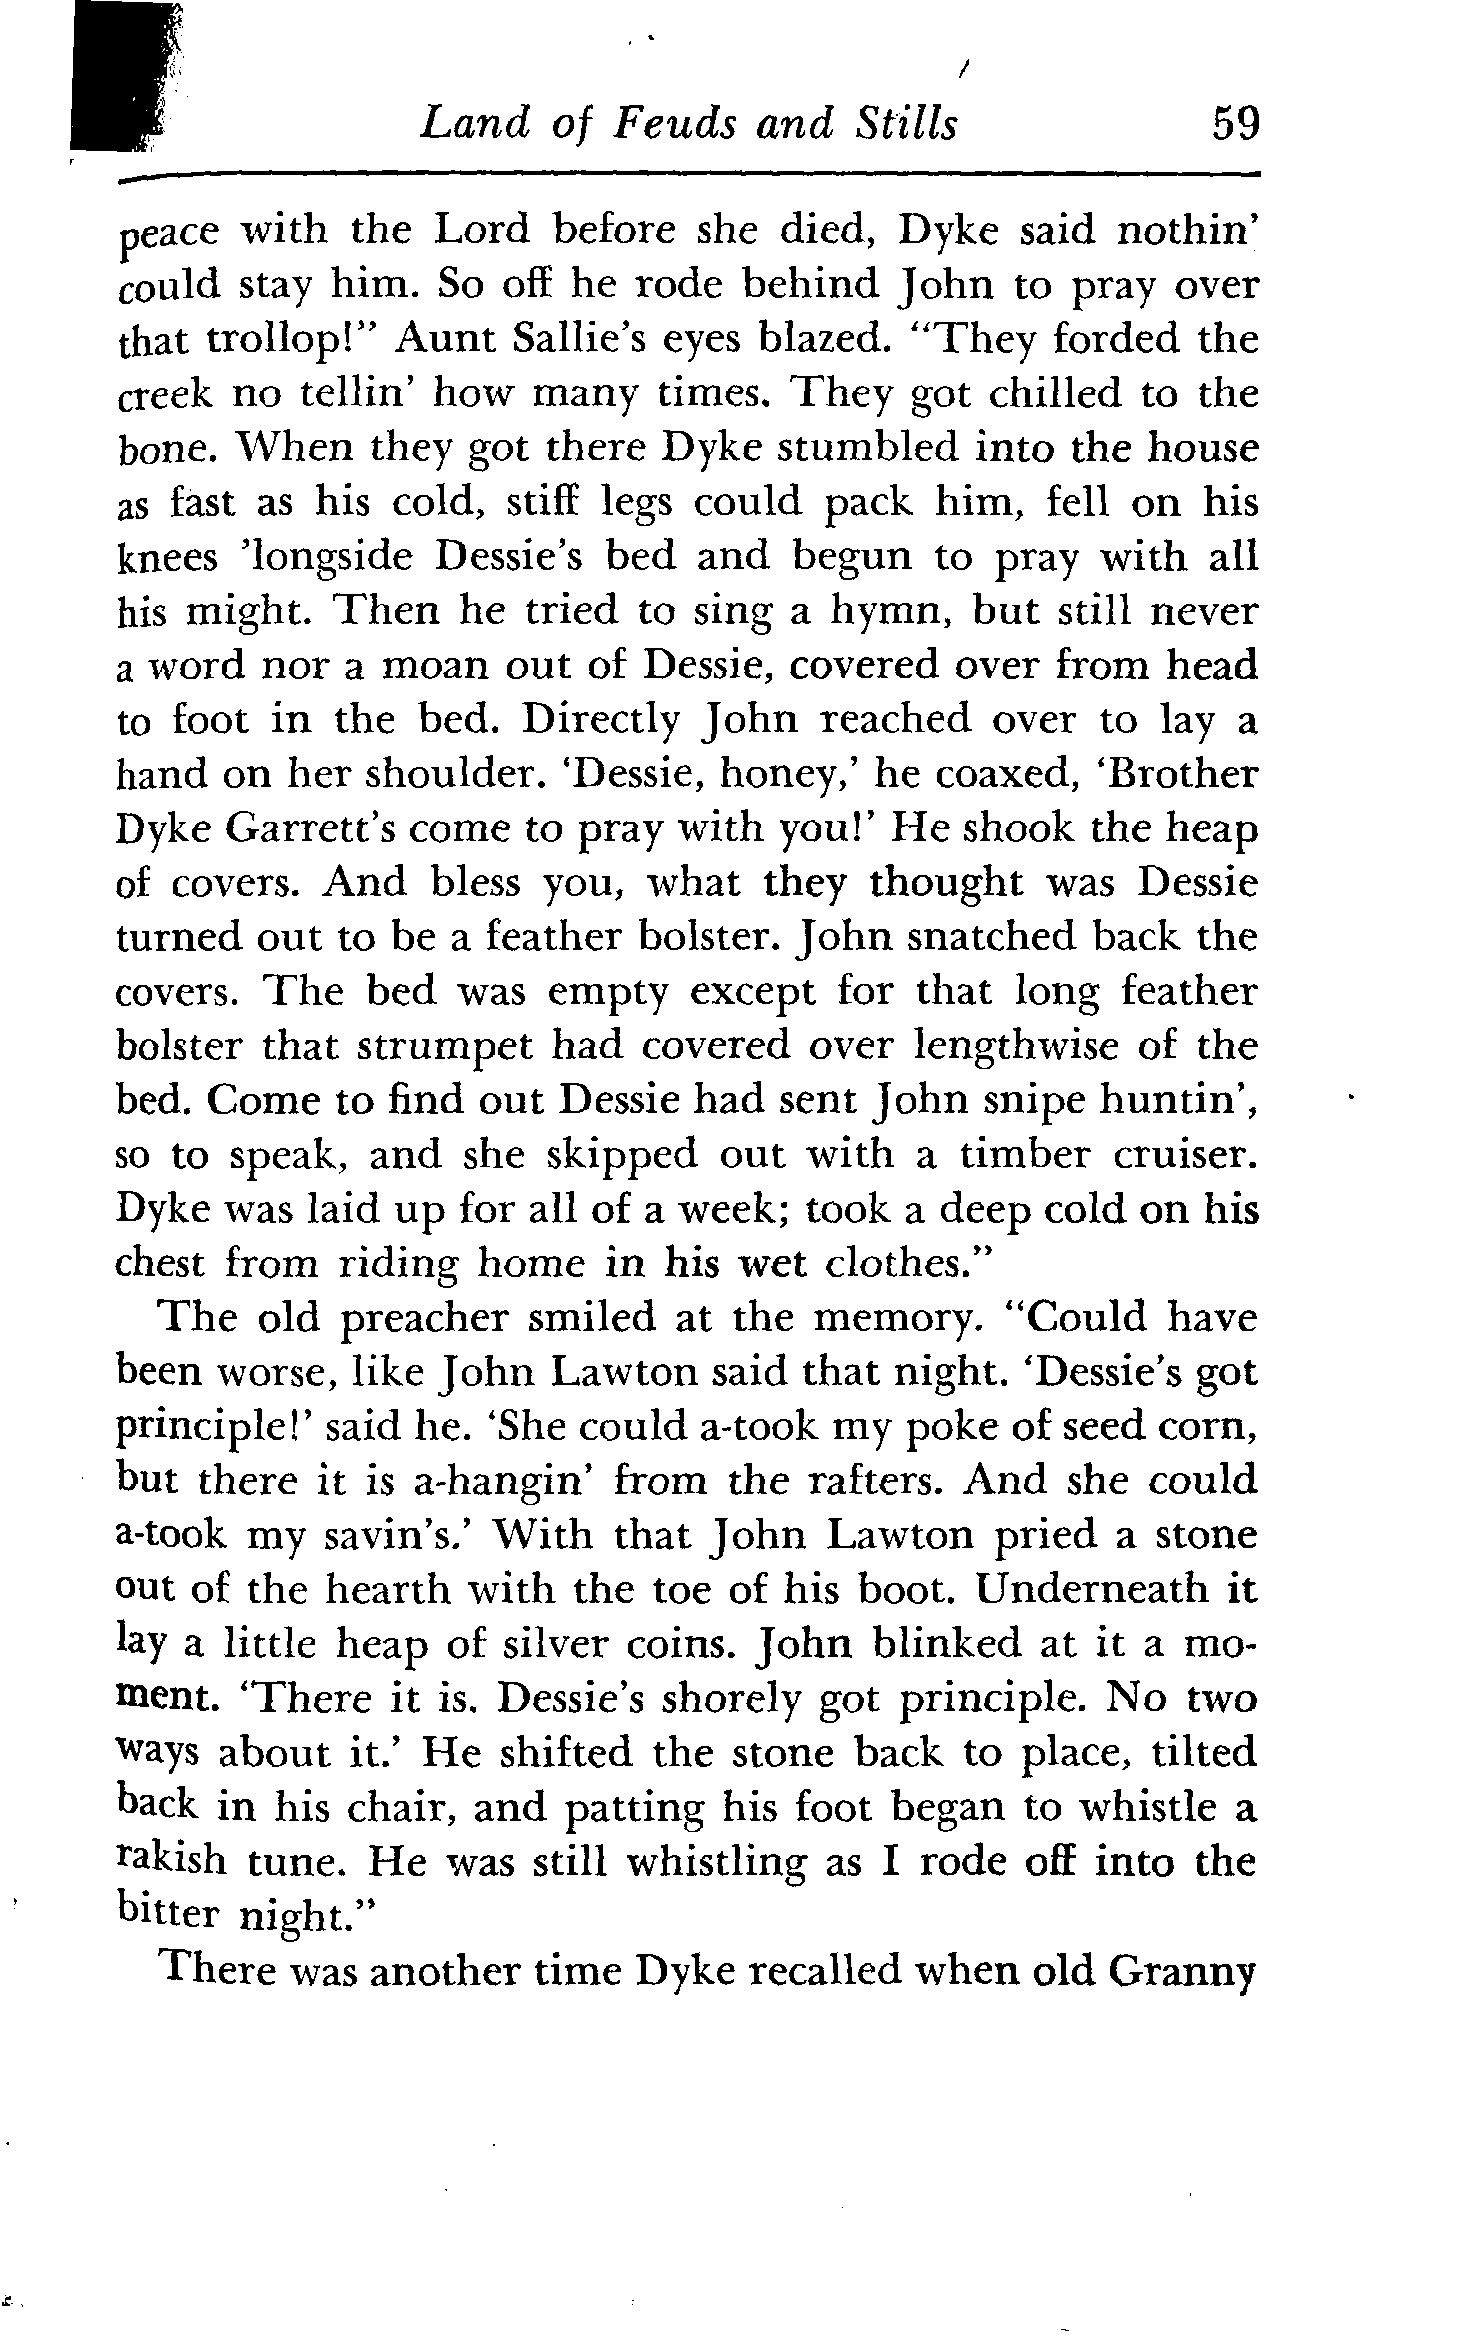 Land of Feuds and Stills 59
peace with the Lord before she died, Dyke said nothin’
could stay him. So off he rode behind John to pray over
that trollop!” Aunt Sallie’s eyes blazed. “They forded the
creek no tellin’ how many times. They got chilled to the
bone. When they got there Dyke stumbled into the house
as fast as his cold, stiff legs could pack him, fell on his
knees ’longside Dessie’s bed and begun to pray with all
his might. Then he tried to sing a hymn, but still never
a word nor a moan out of Dessie, covered over from head
to foot in the bed. Directly John reached over to lay a
hand on her shoulder. ‘Dessie, honey,’ he coaxed, ‘Brother
Dyke Garrett’s come to pray with you!’ He shook the heap
of covers. And bless you, what they thought was Dessie
turned out to be a feather bolster. John snatched back the
covers. The bed was empty except for that long feather
bolster that strumpet had covered over lengthwise of the
bed. Come to find out Dessie had sent John snipe huntin’,
so to speak, and she skipped out with a timber cruiser.
Dyke was laid up for all of a week; took a deep cold on his
chest from riding home in his wet clothes.”
The old preacher smiled at the memory. “Could have
been worse, like John Lawton said that night. ‘Dessie’s got
principle!’ said he. ‘She could a-took my poke of seed corn,
but there it is a-hangin’ from the rafters. And she could
a-took my savin’s.’ With that John Lawton pried a stone
out of the hearth with the toe of his boot. Underneath it
lay a little heap of silver coins. John blinked at it a mo-
ment. ‘There it is. Dessie’s shorely got principle. No two
ways about it.’ He shifted the stone back to place, tilted
back in his chair, and patting his foot began to whistle a
rakish tune. He was still whistling as I rode off into the
bitter night.”
There was another time Dyke recalled when old Granny